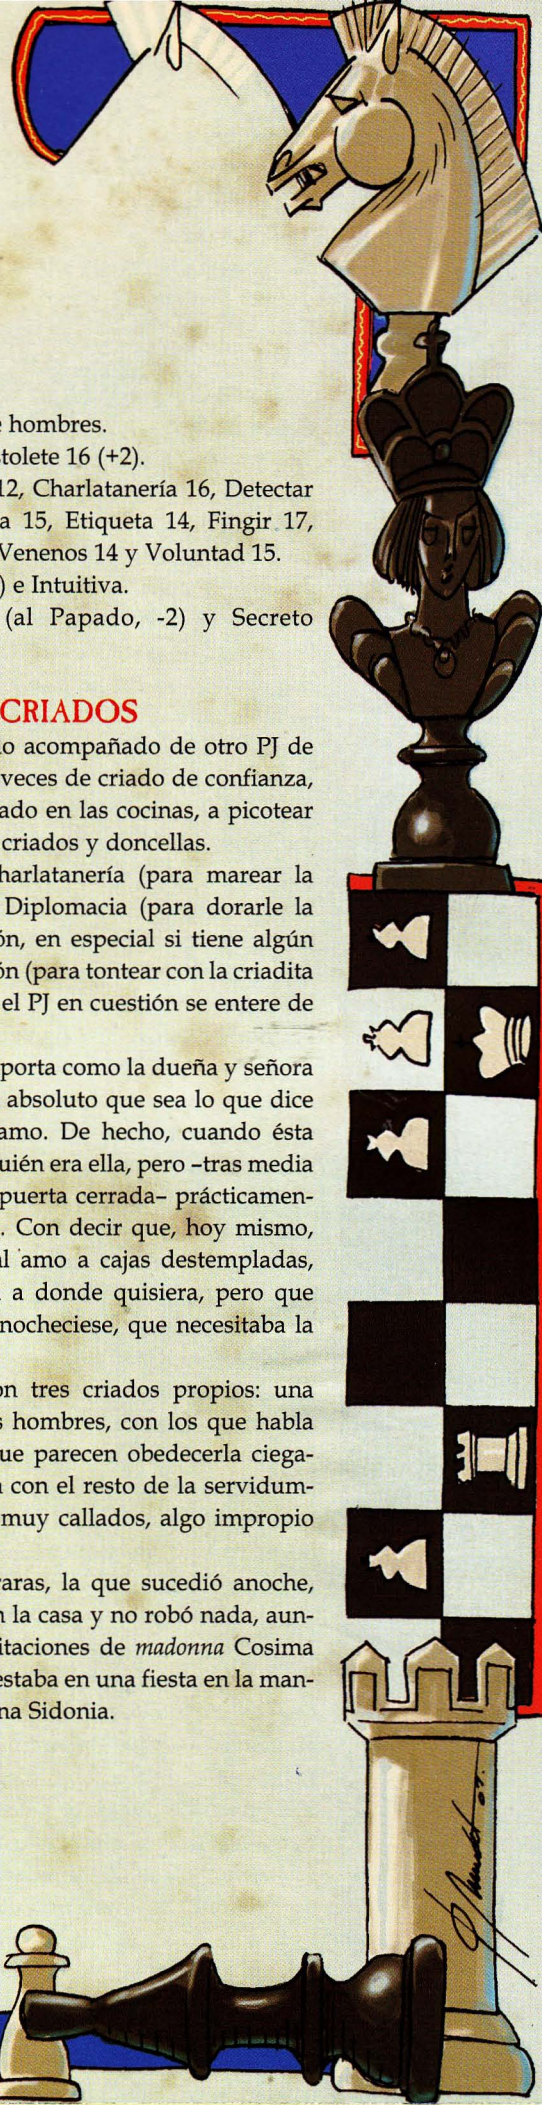 e hombres.
tolete 16 (+2).
12, Charlatanería 16, Detectar
a 15, Etiqueta 14, Fingir 17,
Venenos 14 y Voluntad 15.
) e Intuitiva.
(al Papado, -2) y Secreto
CRIADOS
lo acompañado de otro PJ de
veces de criado de confianza,
ado en las cocinas, a picotear
criados y doncellas.
harlatanería (para marear la
Diplomacia (para dorarle la
ón, en especial si tiene algún
ón (para tontear con la criadita
el PJ en cuestión se entere de
porta como la dueña y señora
absoluto que sea lo que dice
amo. De hecho, cuando ésta
uién era ella, pero –tras media
puerta cerrada– prácticamen-
. Con decir que, hoy mismo,
al amo a cajas destempladas,
a donde quisiera, pero que
nocheciese, que necesitaba la
on tres criados propios: una
s hombres, con los que habla
ue parecen obedecerla ciega-
n con el resto de la servidum-
muy callados, algo impropio
aras, la que sucedió anoche,
n la casa y no robó nada, aun-
itaciones de madonna Cosima
estaba en una fiesta en la man-
na Sidonia.